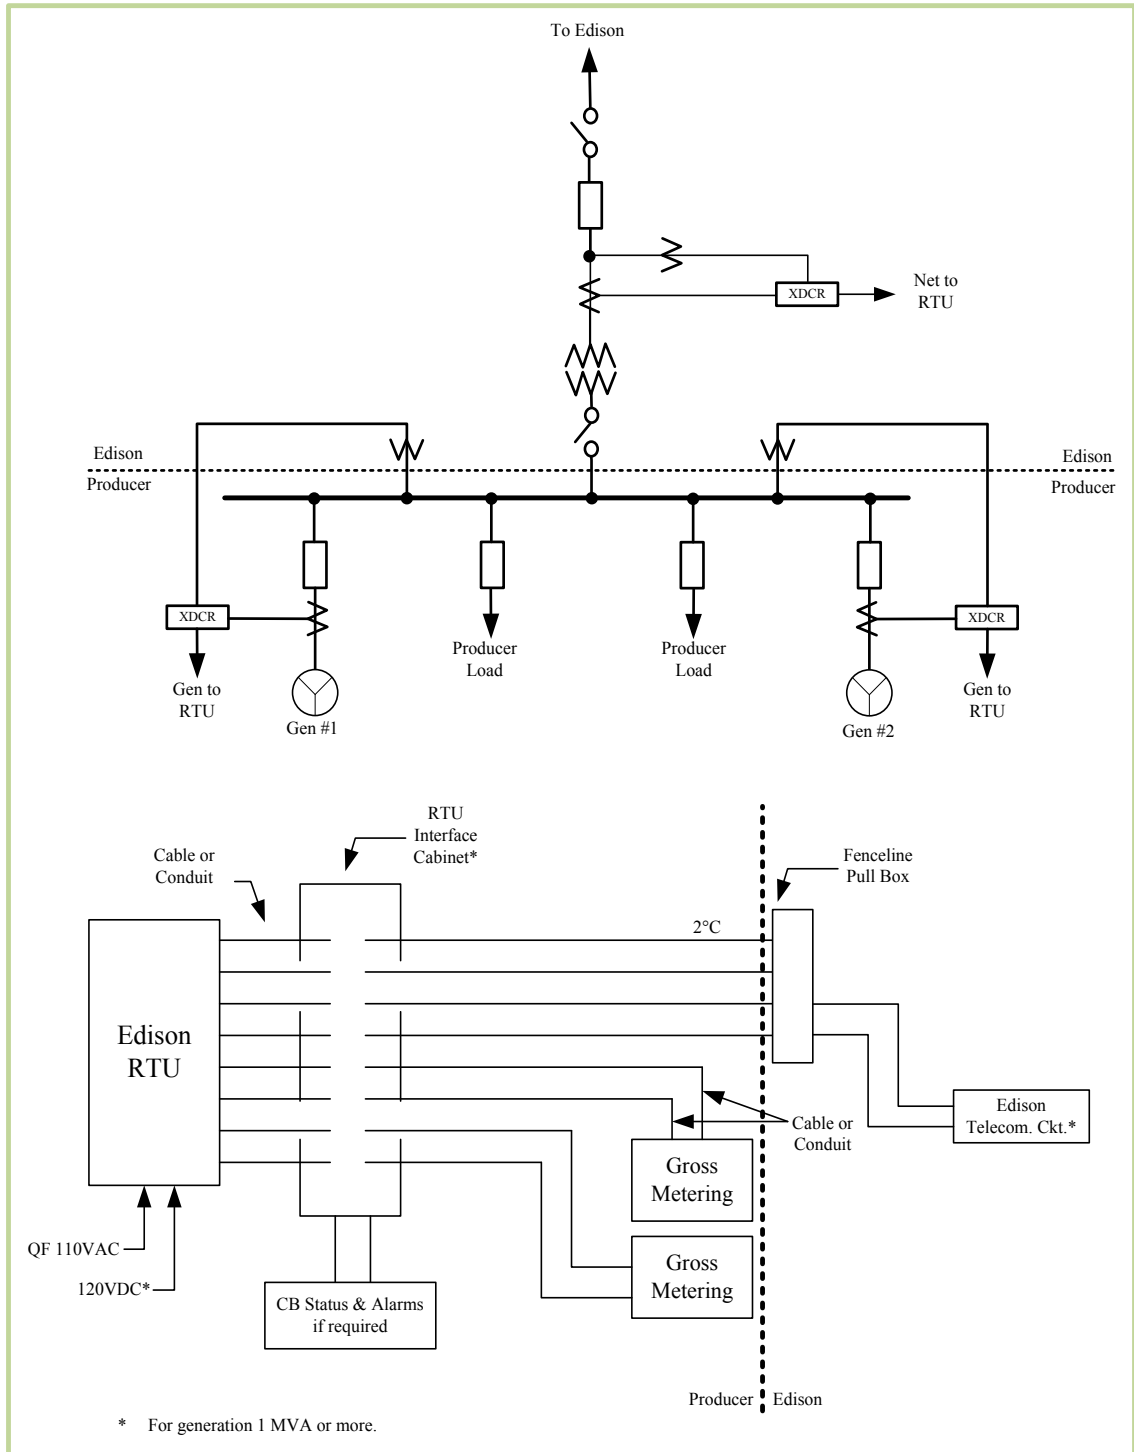 To Edison
XDCR
Net to
RTU
Edison
Producer
Edison
Producer
XDCR
Gen to
RTU
Gen #1
Producer
Load
Producer
Load
Gen #2
XDCR
Gen to
RTU
RTU
Interface
Cabinet*
Cable or
Conduit
Fenceline
Pull Box
2°C
Edison
RTU
Cable or
Conduit
Edison
Telecom. Ckt.*
Gross
Metering
QF 110VAC
120VDC*
Gross
Metering
CB Status & Alarms
if required
Producer
Edison
* For generation 1 MVA or more.